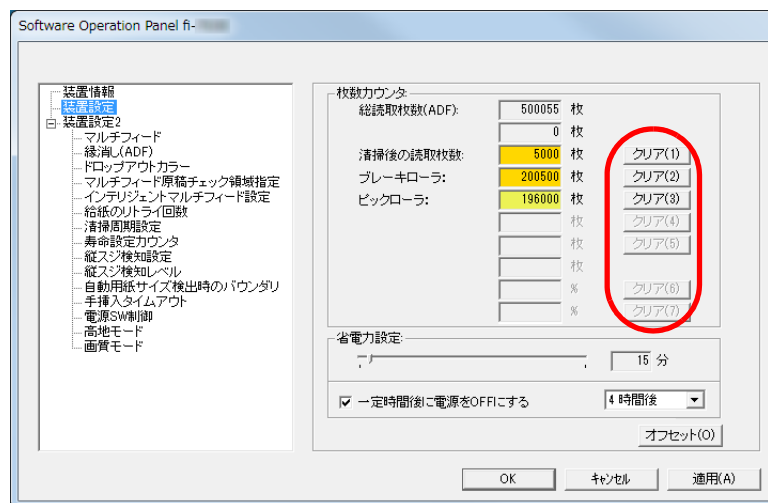 Software Operation Panel fi-
装置情報
装置設定
装置設定2
マルチフィード
縁消し(ADF)
ドロップアウトカラー
マルチフィード原稿チェック領域指定
インテリジェントマルチフィード設定
給紙のリトライ回数
清掃周期設定
寿命設定カウンタ
縦スジ検知設定
縦スジ検知レベル
自動用紙サイズ検出時のバウンダリ
手挿入タイムアウト
電源SW制御
高地モード
画質モード
枚数カウンタ:
総読取枚数(ADF): 500055 枚
0 枚
清掃後の読取枚数: 5000 枚 クリア(1)
ブレーキローラ: 200500 枚 クリア(2)
ピックローラ: 196000 枚 クリア(3)
枚 クリア(4)
枚 クリア(5)
枚
% クリア(6)
% クリア(7)
省電力設定:
15 分
一定時間後に電源をOFFにする 4 時間後
オフセット(O)
OK キャンセル 適用(A)